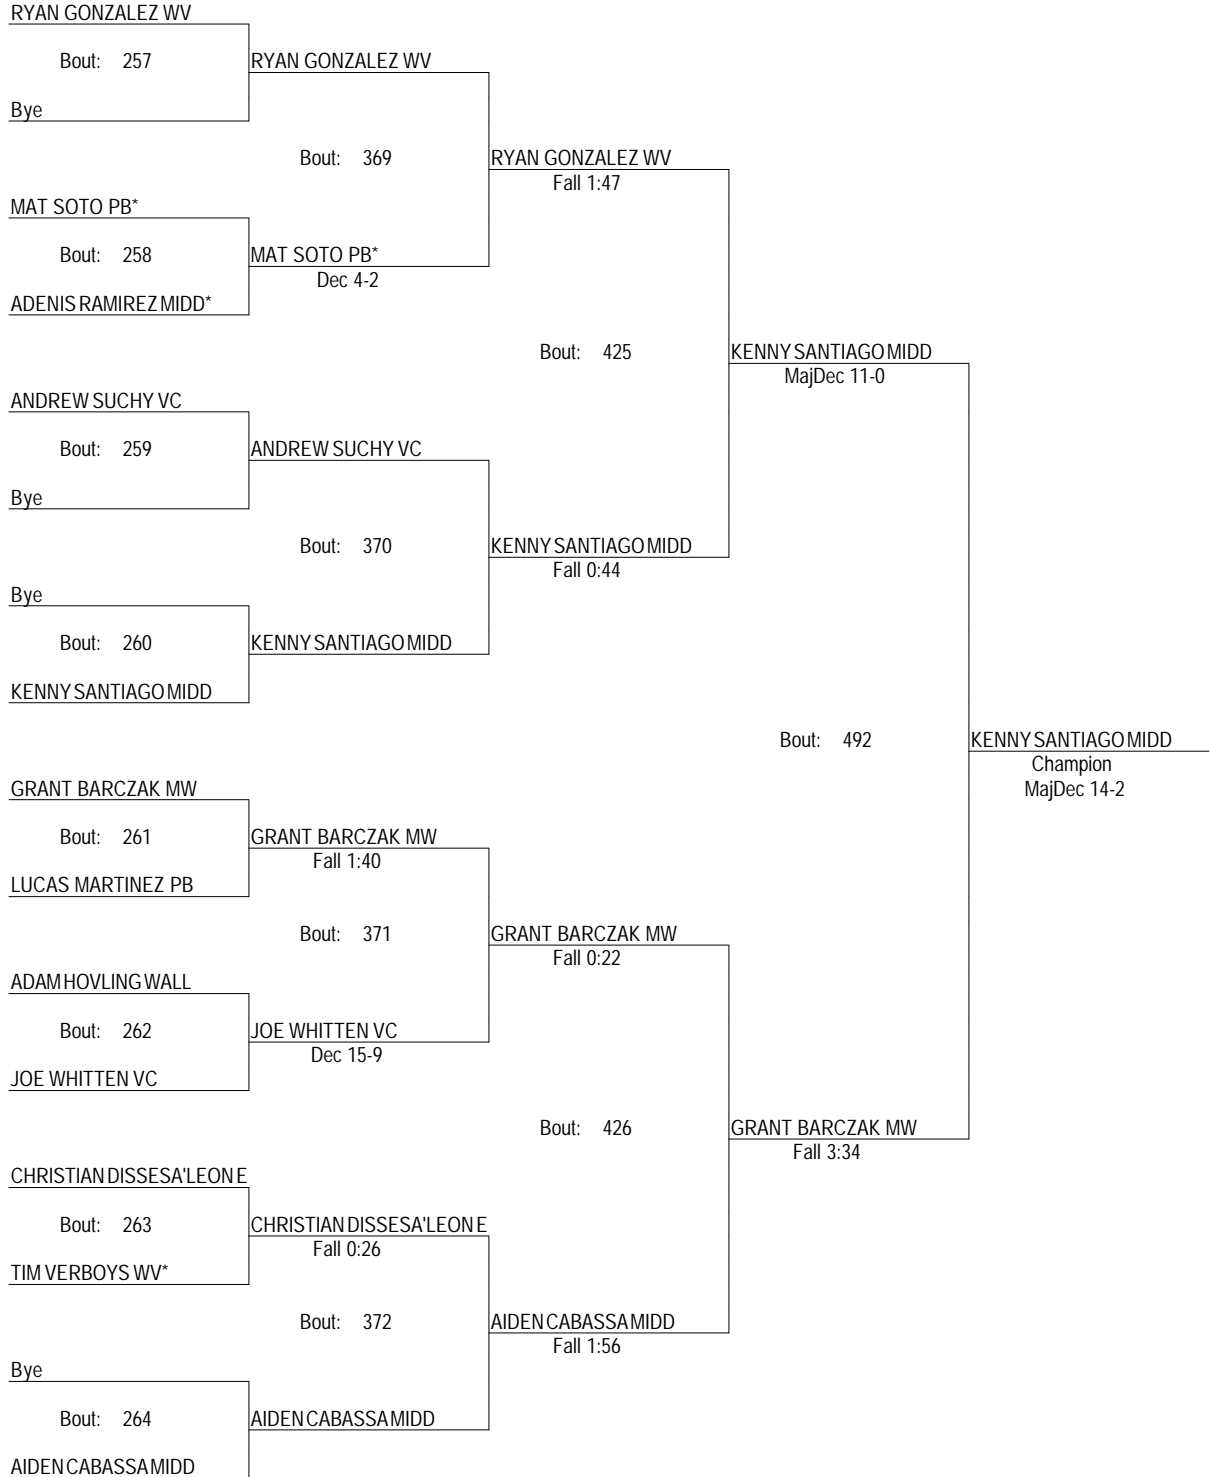 RYAN GONZALEZ WV
Bout: 257 RYAN GONZALEZ WV
Bye
Bout: 369 RYAN GONZALEZ WV
Fall 1:47
MAT SOTO PB*
Bout: 258 MAT SOTO PB*
Dec 4-2
ADENIS RAMIREZ MIDD*
Bout: 425 KENNY SANTIAGO MIDD
MajDec 11-0
ANDREW SUCHY VC
Bout: 259 ANDREW SUCHY VC
Bye
Bout: 370 KENNY SANTIAGO MIDD
Fall 0:44
Bye
Bout: 260 KENNY SANTIAGO MIDD
KENNY SANTIAGO MIDD
Bout: 492 KENNY SANTIAGO MIDD
Champion
MajDec 14-2
GRANT BARCZAK MW
Bout: 261 GRANT BARCZAK MW
Fall 1:40
LUCAS MARTINEZ PB
Bout: 371 GRANT BARCZAK MW
Fall 0:22
ADAM HOVLING WALL
Bout: 262 JOE WHITTEN VC
Dec 15-9
JOE WHITTEN VC
Bout: 426 GRANT BARCZAK MW
Fall 3:34
CHRISTIAN DISSESA'LEON E
Bout: 263 CHRISTIAN DISSESA'LEON E
Fall 0:26
TIM VERBOYS WV*
Bout: 372 AIDEN CABASSA MIDD
Fall 1:56
Bye
Bout: 264 AIDEN CABASSA MIDD
AIDEN CABASSA MIDD